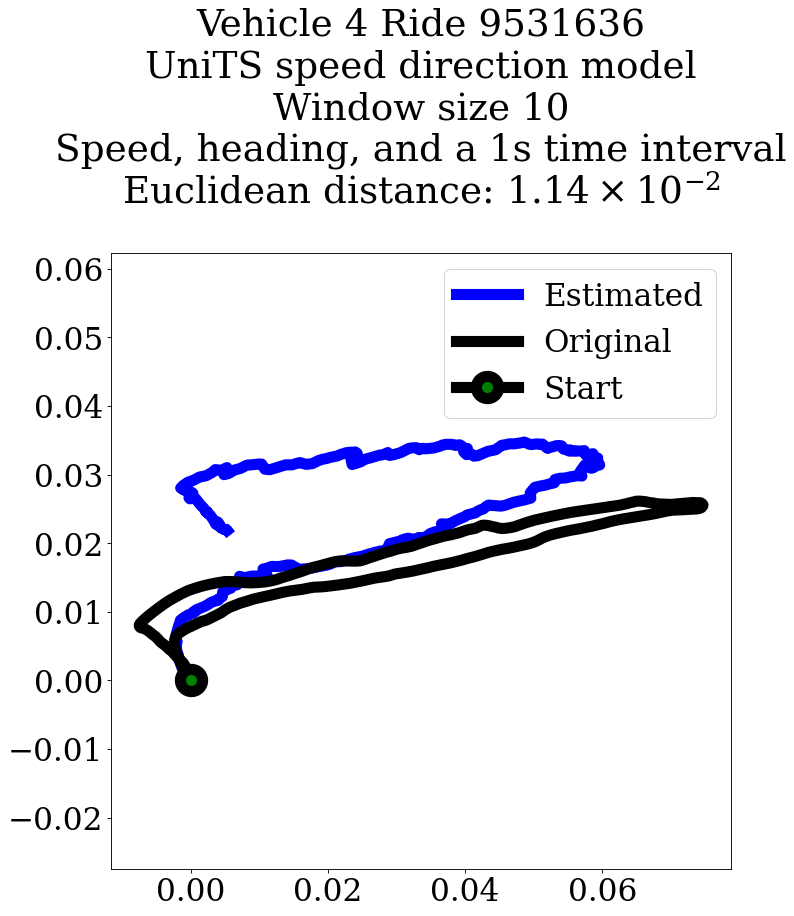 Vehicle 4 Ride 9531636
UniTS speed direction model
Window size 10
Speed, heading, and a 1s time interval
Euclidean distance: 1.14 × 10⁻²
0.06
0.05
0.04
0.03
0.02
0.01
0.00
−0.01
−0.02
Estimated
Original
Start
0.00 0.02 0.04 0.06